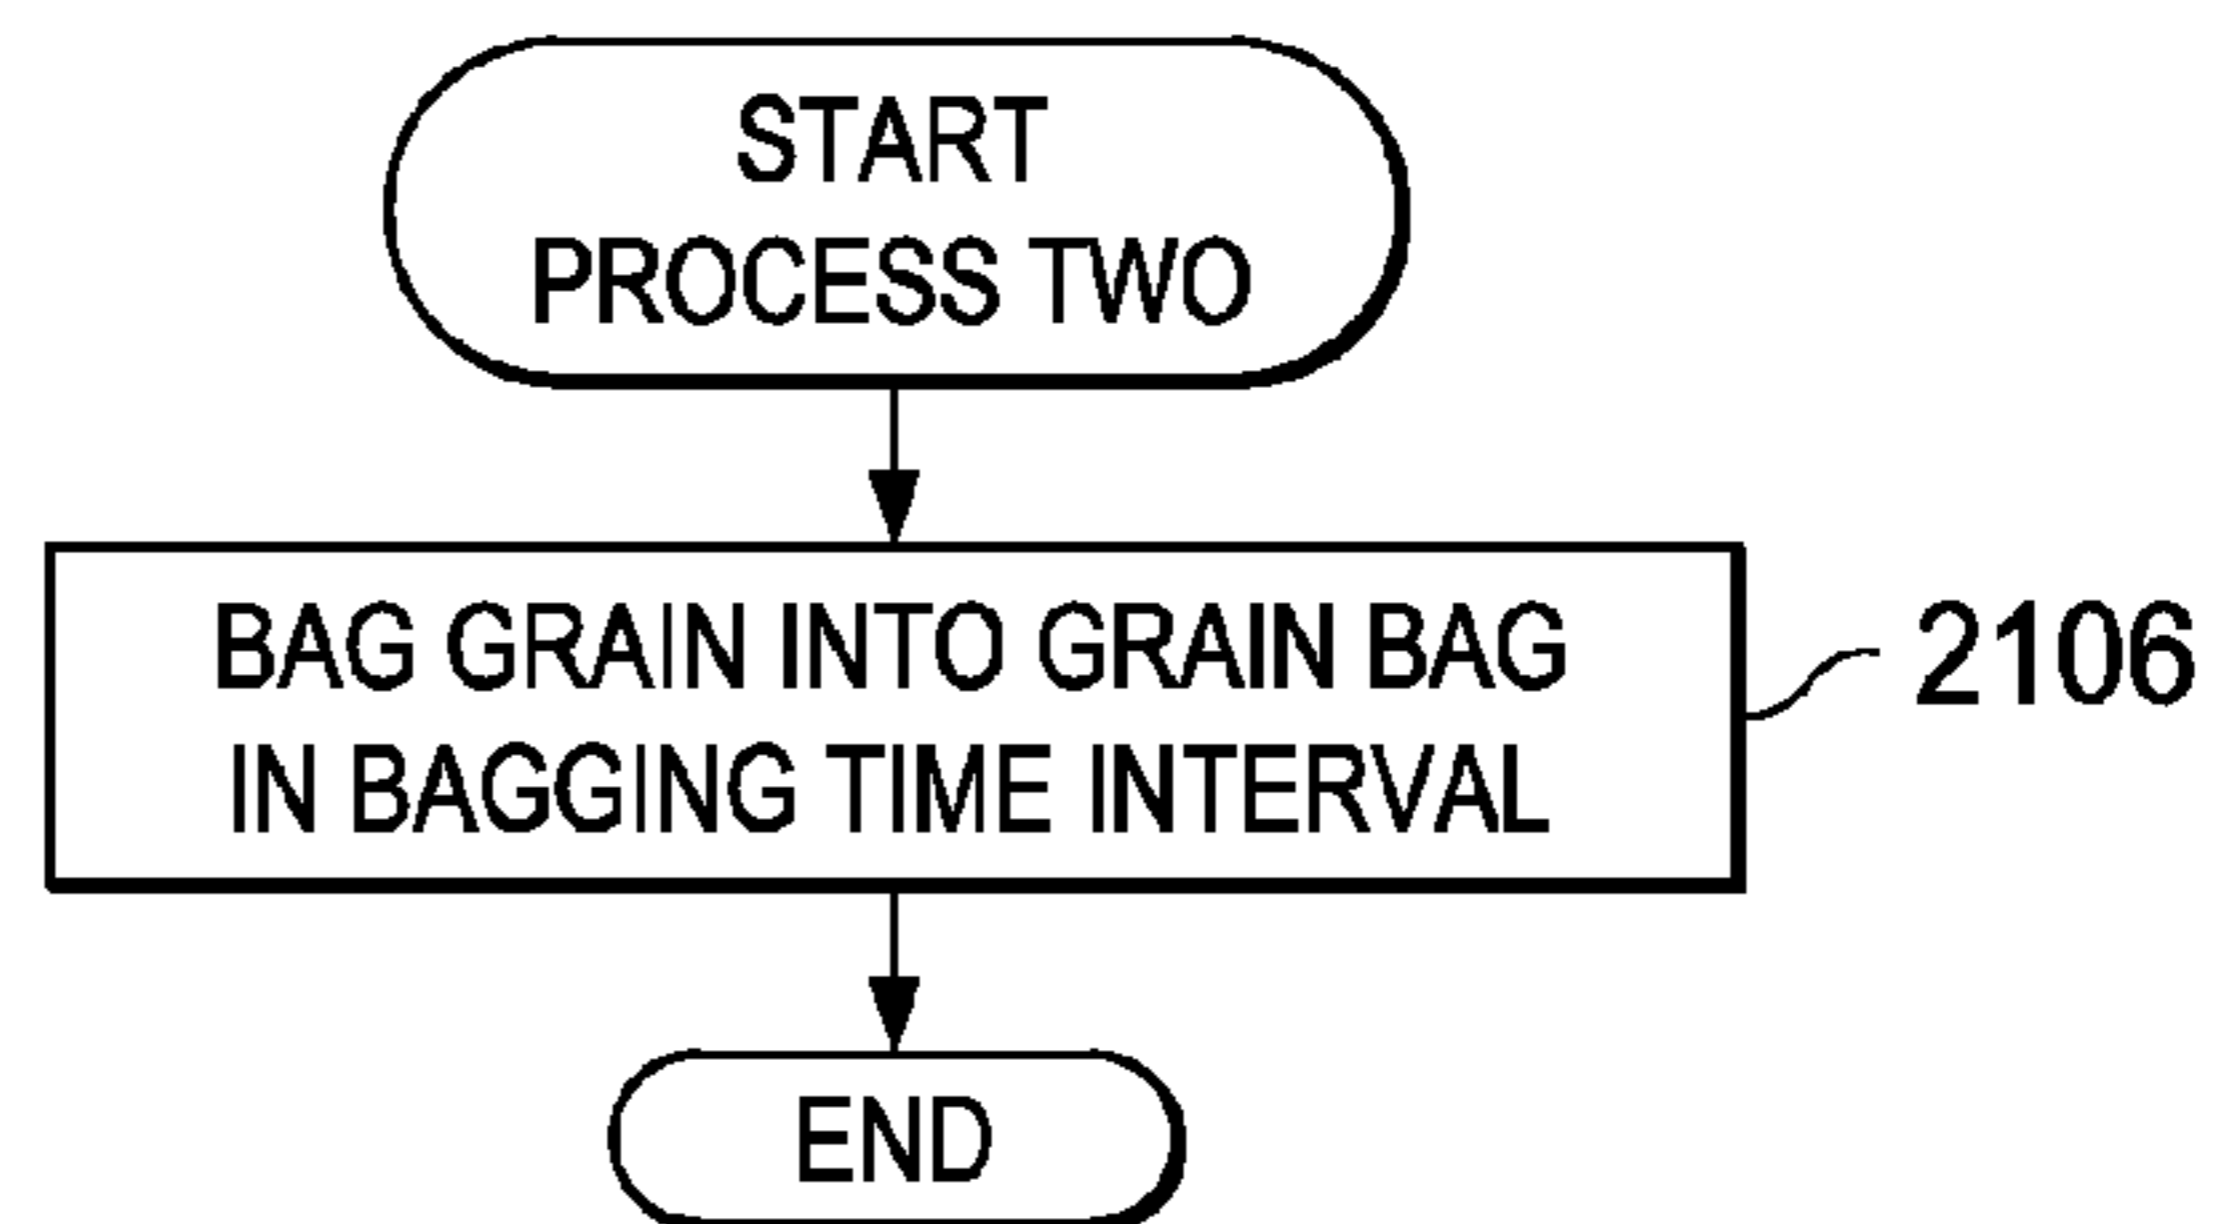 START
PROCESS TWO
BAG GRAIN INTO GRAIN BAG
IN BAGGING TIME INTERVAL
2106
END